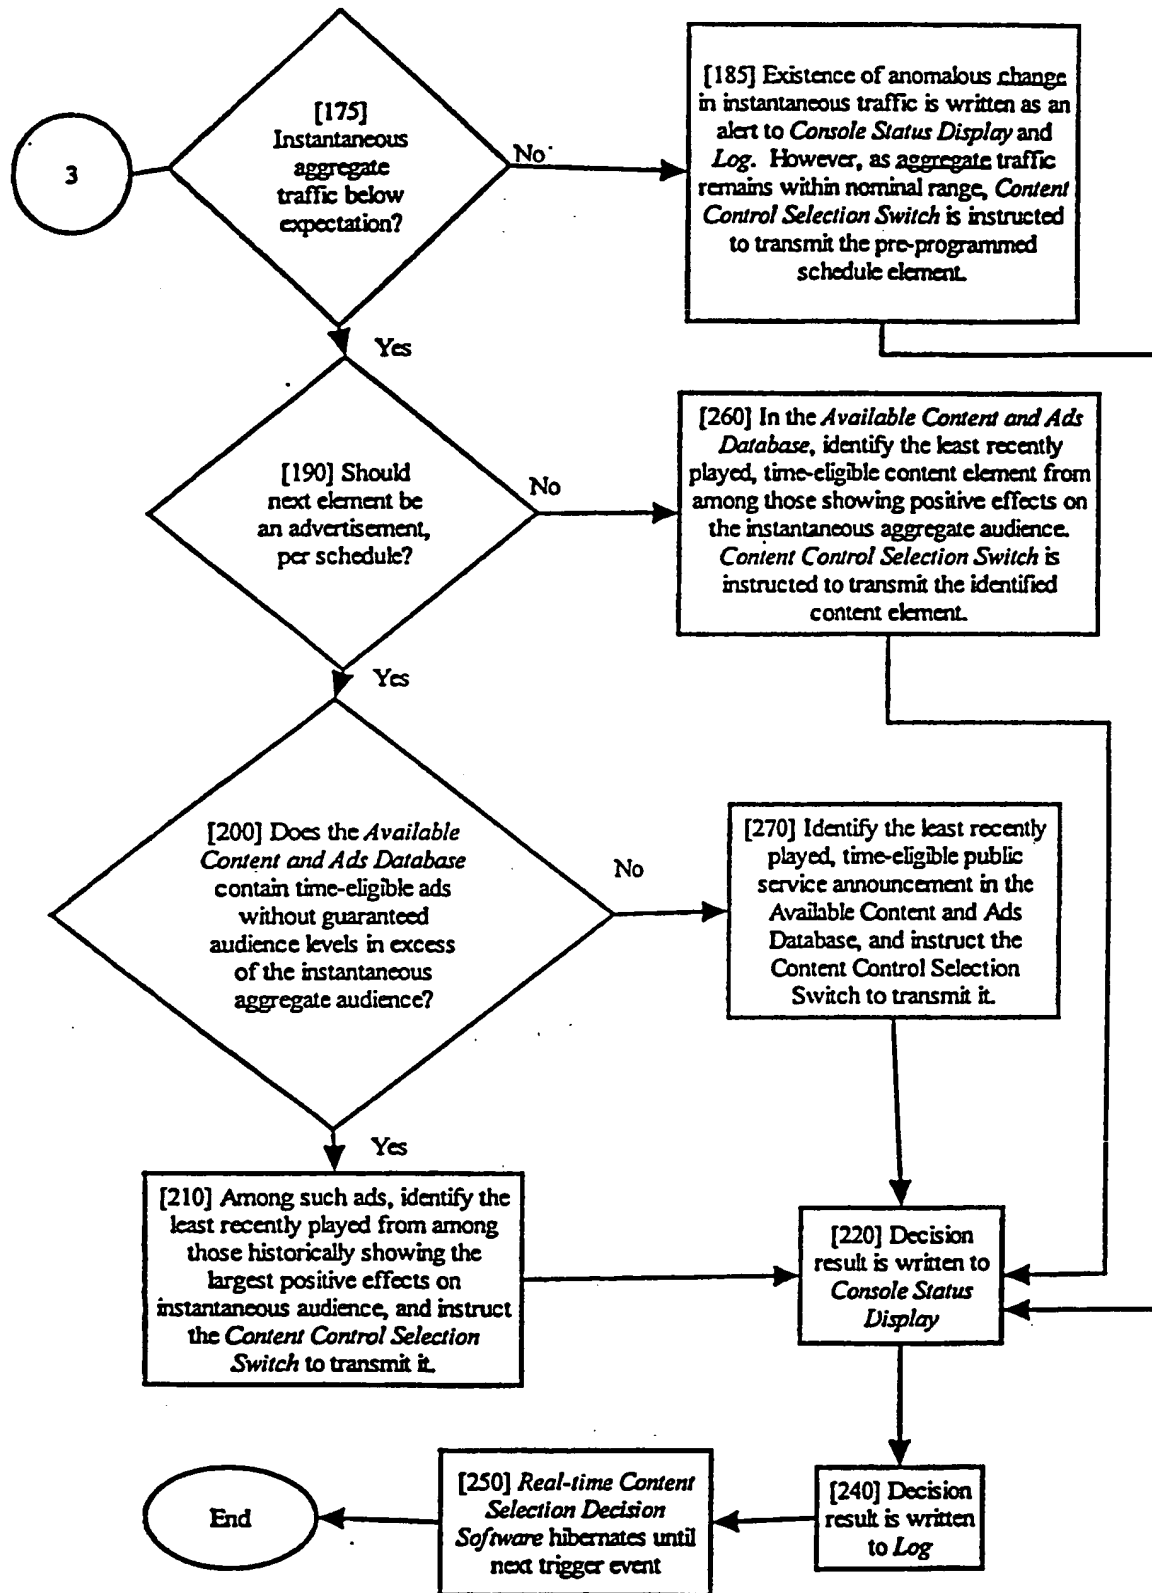 3
[175]
Instantaneous
aggregate
traffic below
expectation?
No
[185] Existence of anomalous change
in instantaneous traffic is written as an
alert to Console Status Display and
Log. However, as aggregate traffic
remains within nominal range, Content
Control Selection Switch is instructed
to transmit the pre-programmed
schedule element.
Yes
[190] Should
next element be
an advertisement,
per schedule?
No
[260] In the Available Content and Ads
Database, identify the least recently
played, time-eligible content element from
among those showing positive effects on
the instantaneous aggregate audience.
Content Control Selection Switch is
instructed to transmit the identified
content element.
Yes
[200] Does the Available
Content and Ads Database
contain time-eligible ads
without guaranteed
audience levels in excess
of the instantaneous
aggregate audience?
No
[270] Identify the least recently
played, time-eligible public
service announcement in the
Available Content and Ads
Database, and instruct the
Content Control Selection
Switch to transmit it.
Yes
[210] Among such ads, identify the
least recently played from among
those historically showing the
largest positive effects on
instantaneous audience, and instruct
the Content Control Selection
Switch to transmit it.
[220] Decision
result is written to
Console Status
Display
[240] Decision
result is written
to Log
[250] Real-time Content
Selection Decision
Software hibernates until
next trigger event
End